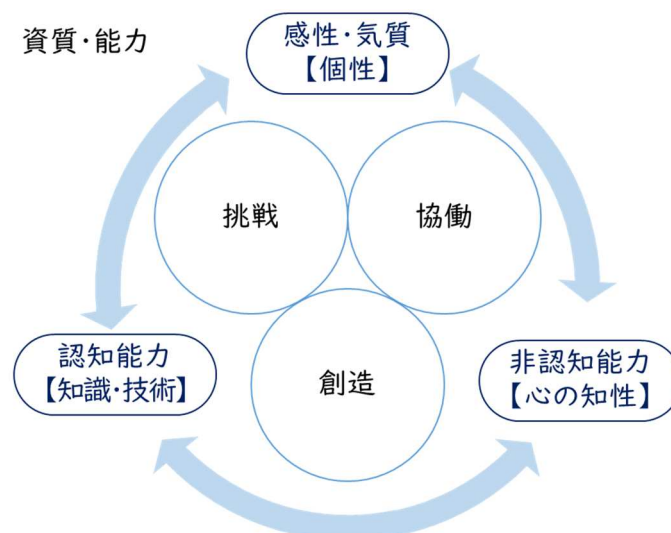 資質・能力
感性・気質
【個性】
挑戦
協働
認知能力
【知識・技術】
創造
非認知能力
【心の知性】